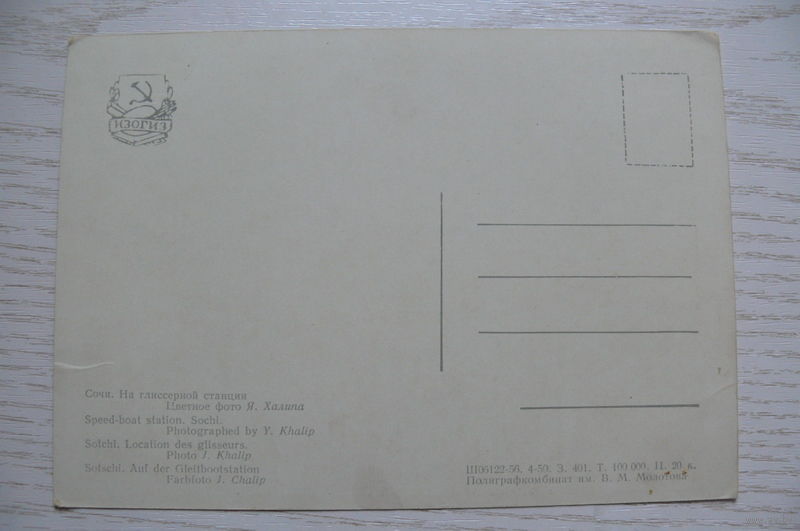 ИЗОГИЗ
Сочи. На глиссерной станции
Цветное фото Я. Халипа
Speed-boat station. Sochi.
Photographed by Y. Khalip
Sotchi. Location des glisseurs.
Photo J. Khalip
Sotschi. Auf der Gleitbootstation
Farbfoto J. Chalip
Ш06122-56. 4-50. З. 401. Т. 100 000. Ц. 20 к.
Полиграфкомбинат им. В. М. Молотова